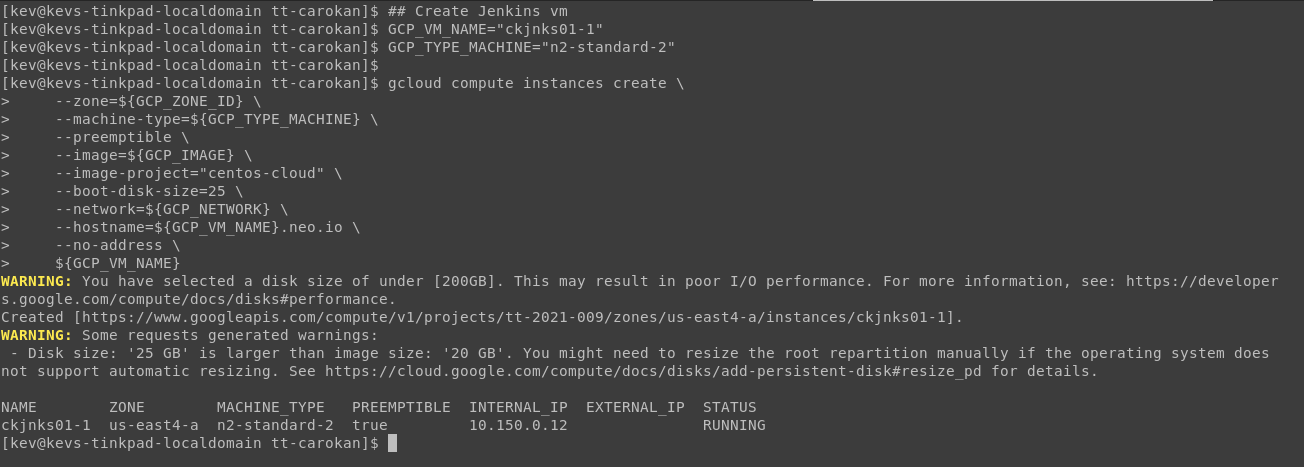 [kev@kevs-tinkpad-localdomain tt-carokan]$ ## Create Jenkins vm
[kev@kevs-tinkpad-localdomain tt-carokan]$ GCP_VM_NAME="ckjnks01-1"
[kev@kevs-tinkpad-localdomain tt-carokan]$ GCP_TYPE_MACHINE="n2-standard-2"
[kev@kevs-tinkpad-localdomain tt-carokan]$
[kev@kevs-tinkpad-localdomain tt-carokan]$ gcloud compute instances create \
>     --zone=${GCP_ZONE_ID} \
>     --machine-type=${GCP_TYPE_MACHINE} \
>     --preemptible \
>     --image=${GCP_IMAGE} \
>     --image-project="centos-cloud" \
>     --boot-disk-size=25 \
>     --network=${GCP_NETWORK} \
>     --hostname=${GCP_VM_NAME}.neo.io \
>     --no-address \
>     ${GCP_VM_NAME}
WARNING: You have selected a disk size of under [200GB]. This may result in poor I/O performance. For more information, see: https://developer
s.google.com/compute/docs/disks#performance.
Created [https://www.googleapis.com/compute/v1/projects/tt-2021-009/zones/us-east4-a/instances/ckjnks01-1].
WARNING: Some requests generated warnings:
 - Disk size: '25 GB' is larger than image size: '20 GB'. You might need to resize the root repartition manually if the operating system does
not support automatic resizing. See https://cloud.google.com/compute/docs/disks/add-persistent-disk#resize_pd for details.

NAME        ZONE        MACHINE_TYPE   PREEMPTIBLE  INTERNAL_IP  EXTERNAL_IP  STATUS
ckjnks01-1  us-east4-a  n2-standard-2  true         10.150.0.12               RUNNING
[kev@kevs-tinkpad-localdomain tt-carokan]$